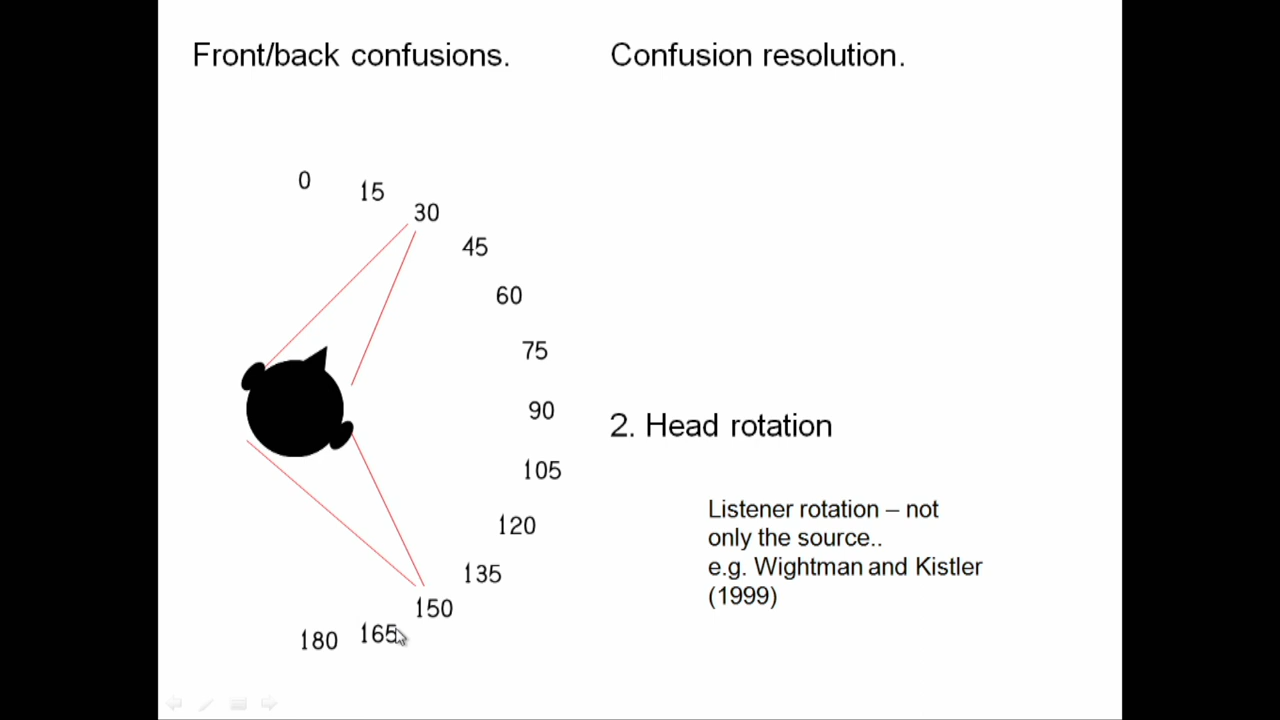 Front/back confusions.
Confusion resolution.
0
15
30
45
60
75
90
105
120
135
150
165
180
2. Head rotation
Listener rotation – not
only the source..
e.g. Wightman and Kistler
(1999)